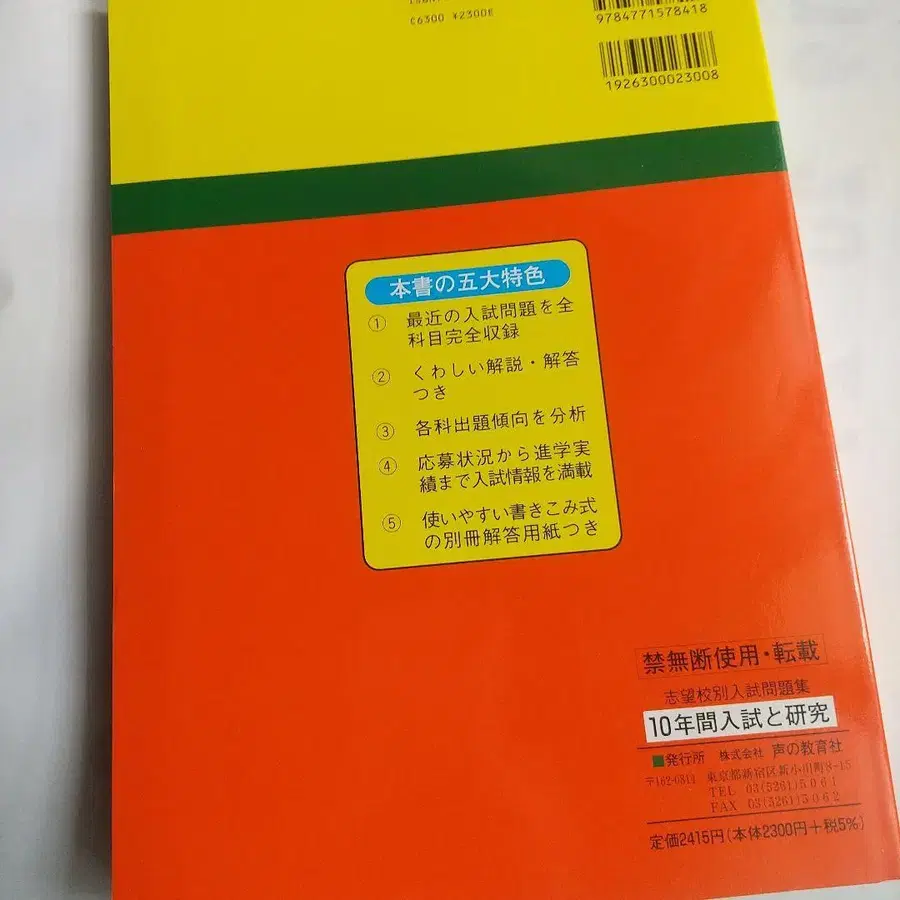 C6300 ¥2300E
9784771578418
1926300023008
本書の五大特色
① 最近の入試問題を全
科目完全収録
② くわしい解説・解答
つき
③ 各科出題傾向を分析
④ 応募状況から進学実
績まで入試情報を満載
⑤ 使いやすい書きこみ式
の別冊解答用紙つき
禁無断使用・転載
志望校別入試問題集
10年間入試と研究
■発行所 株式会社 声の教育社
〒162-0814 東京都新宿区新小川町8-15
TEL 03(5261)5061
FAX 03(5261)5062
定価2415円(本体2300円+税5%)